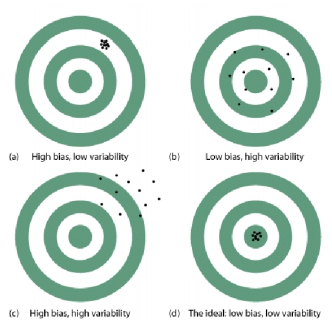 (a) High bias, low variability
(b) Low bias, high variability
(c) High bias, high variability
(d) The ideal: low bias, low variability